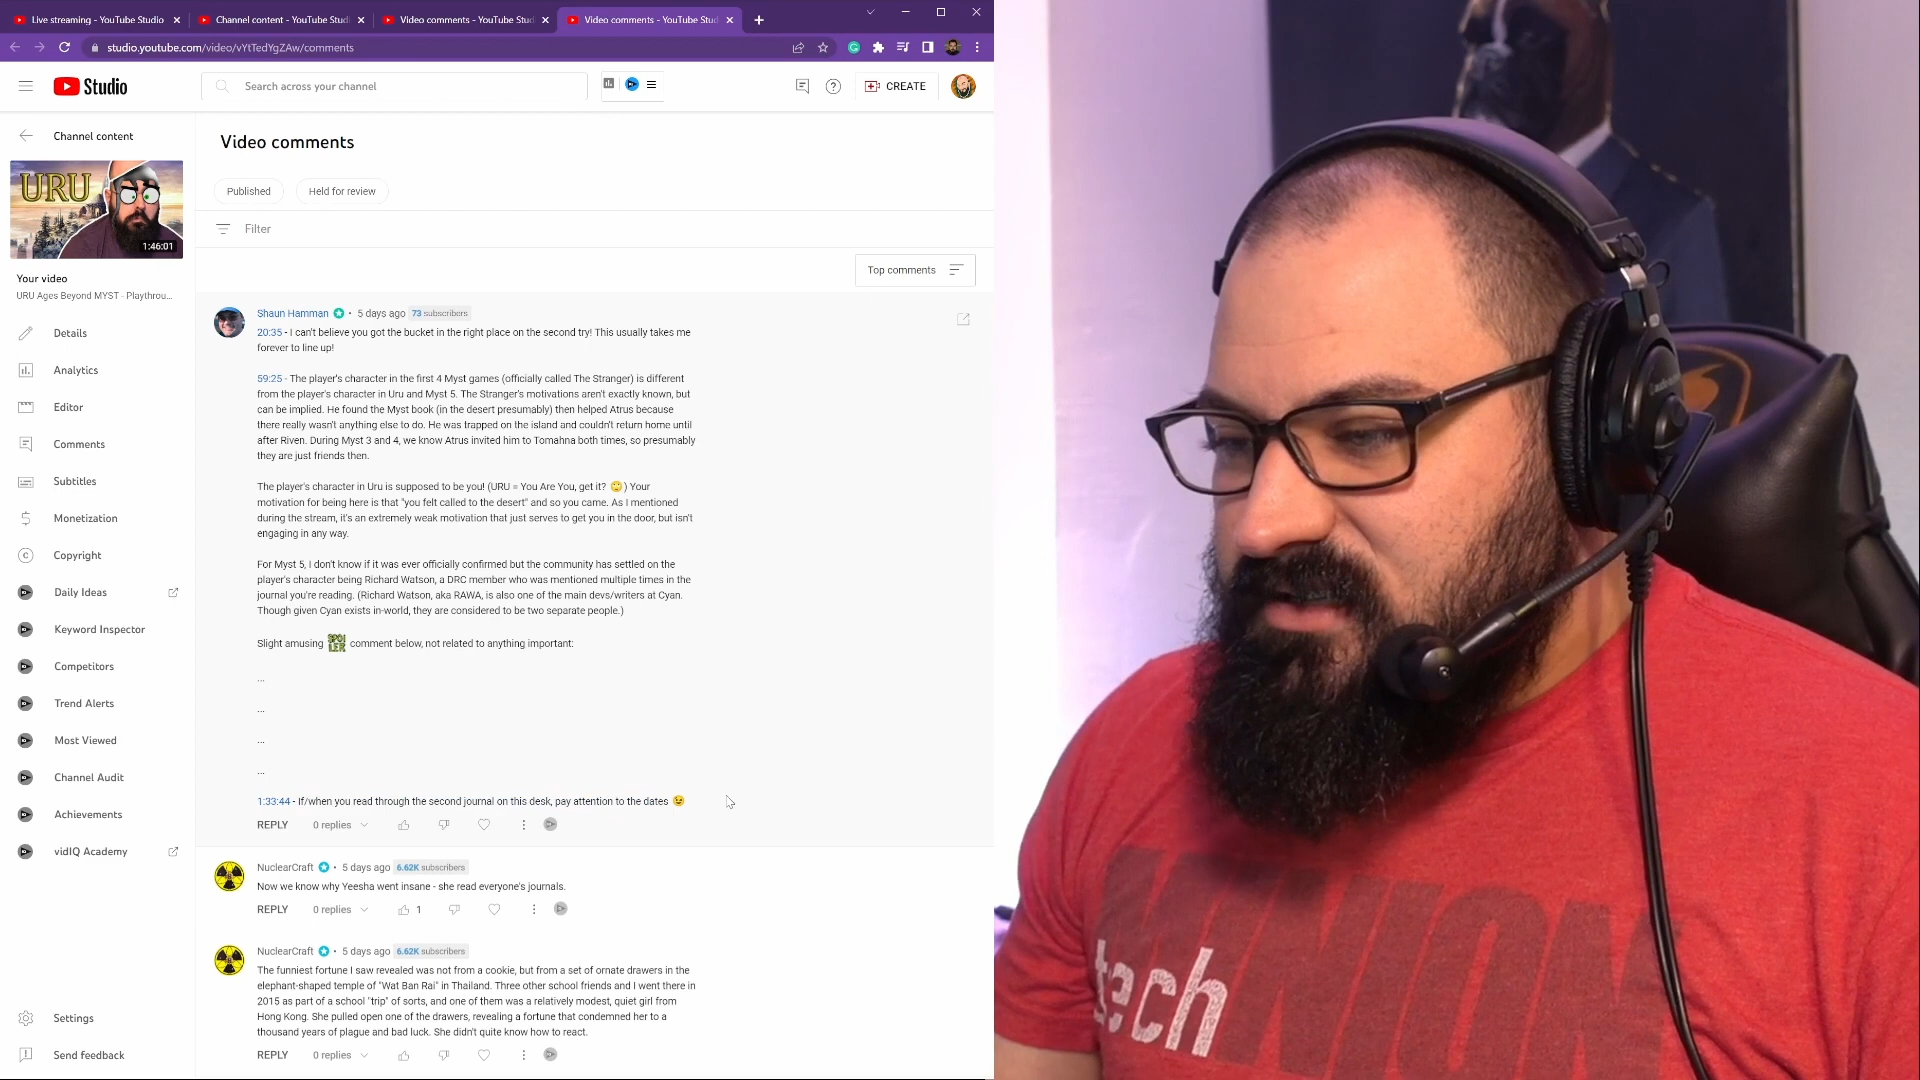 Live streaming - YouTube Studio
Channel content - YouTube Studi
Video comments - YouTube Stud
Video comments - YouTube Stud
studio.youtube.com/video/vYtTedYgZAw/comments
Studio
Search across your channel
CREATE
Channel content
URU
1:46:01
Your video
URU Ages Beyond MYST - Playthrou...
Details
Analytics
Editor
Comments
Subtitles
Monetization
Copyright
Daily Ideas
Keyword Inspector
Competitors
Trend Alerts
Most Viewed
Channel Audit
Achievements
vidIQ Academy
Settings
Send feedback
Video comments
Published
Held for review
Filter
Top comments
Shaun Hamman • 5 days ago 73 subscribers
20:35 - I can't believe you got the bucket in the right place on the second try! This usually takes me
forever to line up!
59:25 - The player's character in the first 4 Myst games (officially called The Stranger) is different
from the player's character in Uru and Myst 5. The Stranger's motivations aren't exactly known, but
can be implied. He found the Myst book (in the desert presumably) then helped Atrus because
there really wasn't anything else to do. He was trapped on the island and couldn't return home until
after Riven. During Myst 3 and 4, we know Atrus invited him to Tomahna both times, so presumably
they are just friends then.
The player's character in Uru is supposed to be you! (URU = You Are You, get it? 🙄) Your
motivation for being here is that "you felt called to the desert" and so you came. As I mentioned
during the stream, it's an extremely weak motivation that just serves to get you in the door, but isn't
engaging in any way.
For Myst 5, I don't know if it was ever officially confirmed but the community has settled on the
player's character being Richard Watson, a DRC member who was mentioned multiple times in the
journal you're reading. (Richard Watson, aka RAWA, is also one of the main devs/writers at Cyan.
Though given Cyan exists in-world, they are considered to be two separate people.)
Slight amusing SPOILER comment below, not related to anything important:
...
...
...
...
1:33:44 - If/when you read through the second journal on this desk, pay attention to the dates 😉
REPLY 0 replies
NuclearCraft • 5 days ago 6.62K subscribers
Now we know why Yeesha went insane - she read everyone's journals.
REPLY 0 replies 1
NuclearCraft • 5 days ago 6.62K subscribers
The funniest fortune I saw revealed was not from a cookie, but from a set of ornate drawers in the
elephant-shaped temple of "Wat Ban Rai" in Thailand. Three other school friends and I went there in
2015 as part of a school "trip" of sorts, and one of them was a relatively modest, quiet girl from
Hong Kong. She pulled open one of the drawers, revealing a fortune that condemned her to a
thousand years of plague and bad luck. She didn't quite know how to react.
REPLY 0 replies
tech